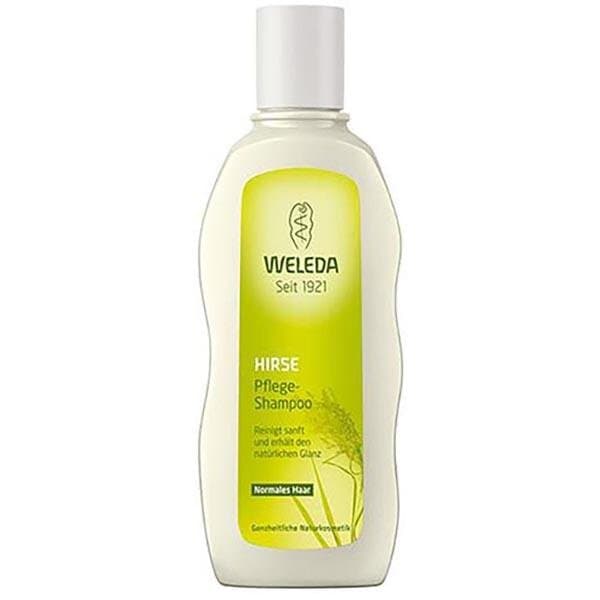 WELEDA
Seit 1921
HIRSE
Pflege-
Shampoo
Reinigt sanft
und erhält den
natürlichen Glanz
Normales Haar
Ganzheitliche Naturkosmetik